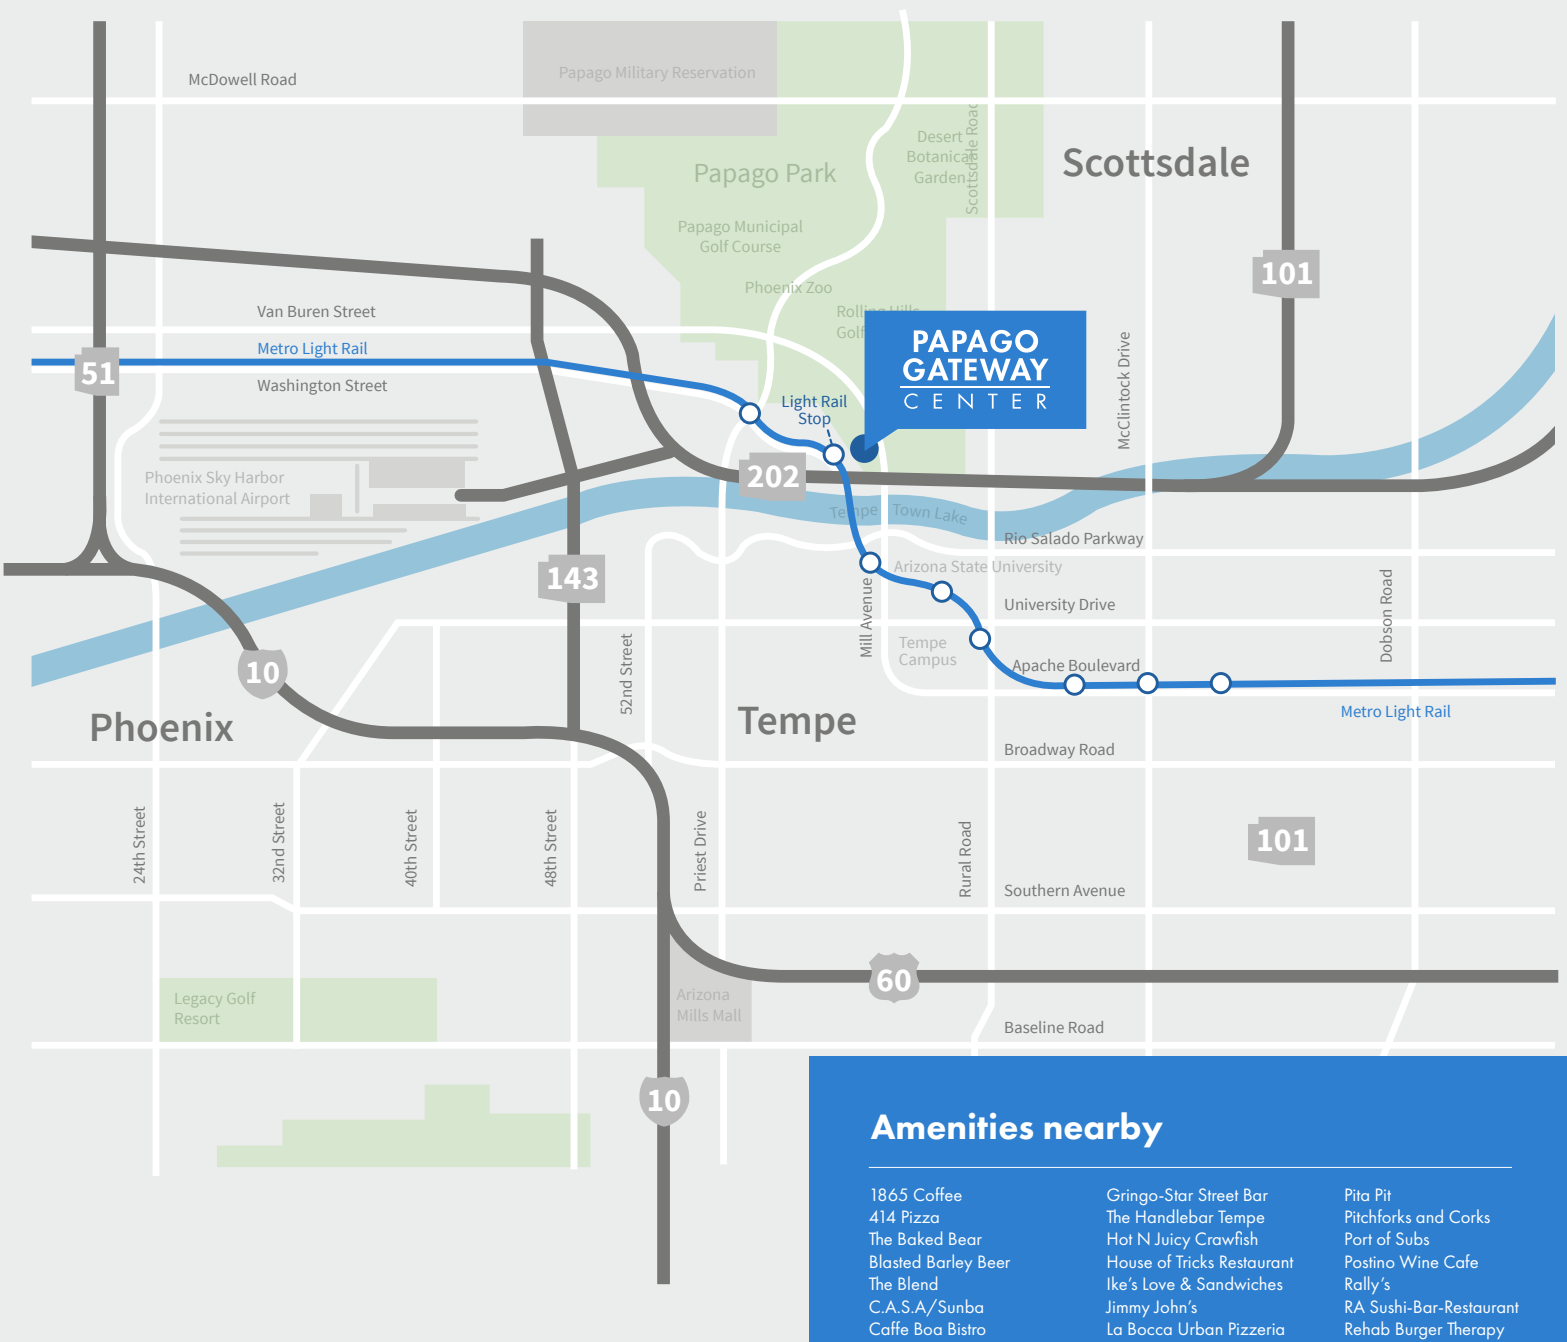 McDowell Road
Papago Military Reservation
Desert
Botanical
Garden
Scottsdale Road
Scottsdale
Papago Park
Papago Municipal
Golf Course
Phoenix Zoo
101
Rolling Hills
Golf
PAPAGO
GATEWAY
CENTER
Van Buren Street
Metro Light Rail
Washington Street
51
McClintock Drive
Light Rail
Stop
Phoenix Sky Harbor
International Airport
202
Tempe Town Lake
Rio Salado Parkway
143
Arizona State University
University Drive
Mill Avenue
Dobson Road
52nd Street
Tempe
Campus
Apache Boulevard
10
Metro Light Rail
Phoenix
Tempe
Broadway Road
24th Street
32nd Street
40th Street
48th Street
Priest Drive
Rural Road
101
Southern Avenue
60
Legacy Golf
Resort
Arizona
Mills Mall
Baseline Road
10
Amenities nearby
1865 Coffee
414 Pizza
The Baked Bear
Blasted Barley Beer
The Blend
C.A.S.A/Sunba
Caffe Boa Bistro
Gringo-Star Street Bar
The Handlebar Tempe
Hot N Juicy Crawfish
House of Tricks Restaurant
Ike's Love & Sandwiches
Jimmy John's
La Bocca Urban Pizzeria
Pita Pit
Pitchforks and Corks
Port of Subs
Postino Wine Cafe
Rally's
RA Sushi-Bar-Restaurant
Rehab Burger Therapy